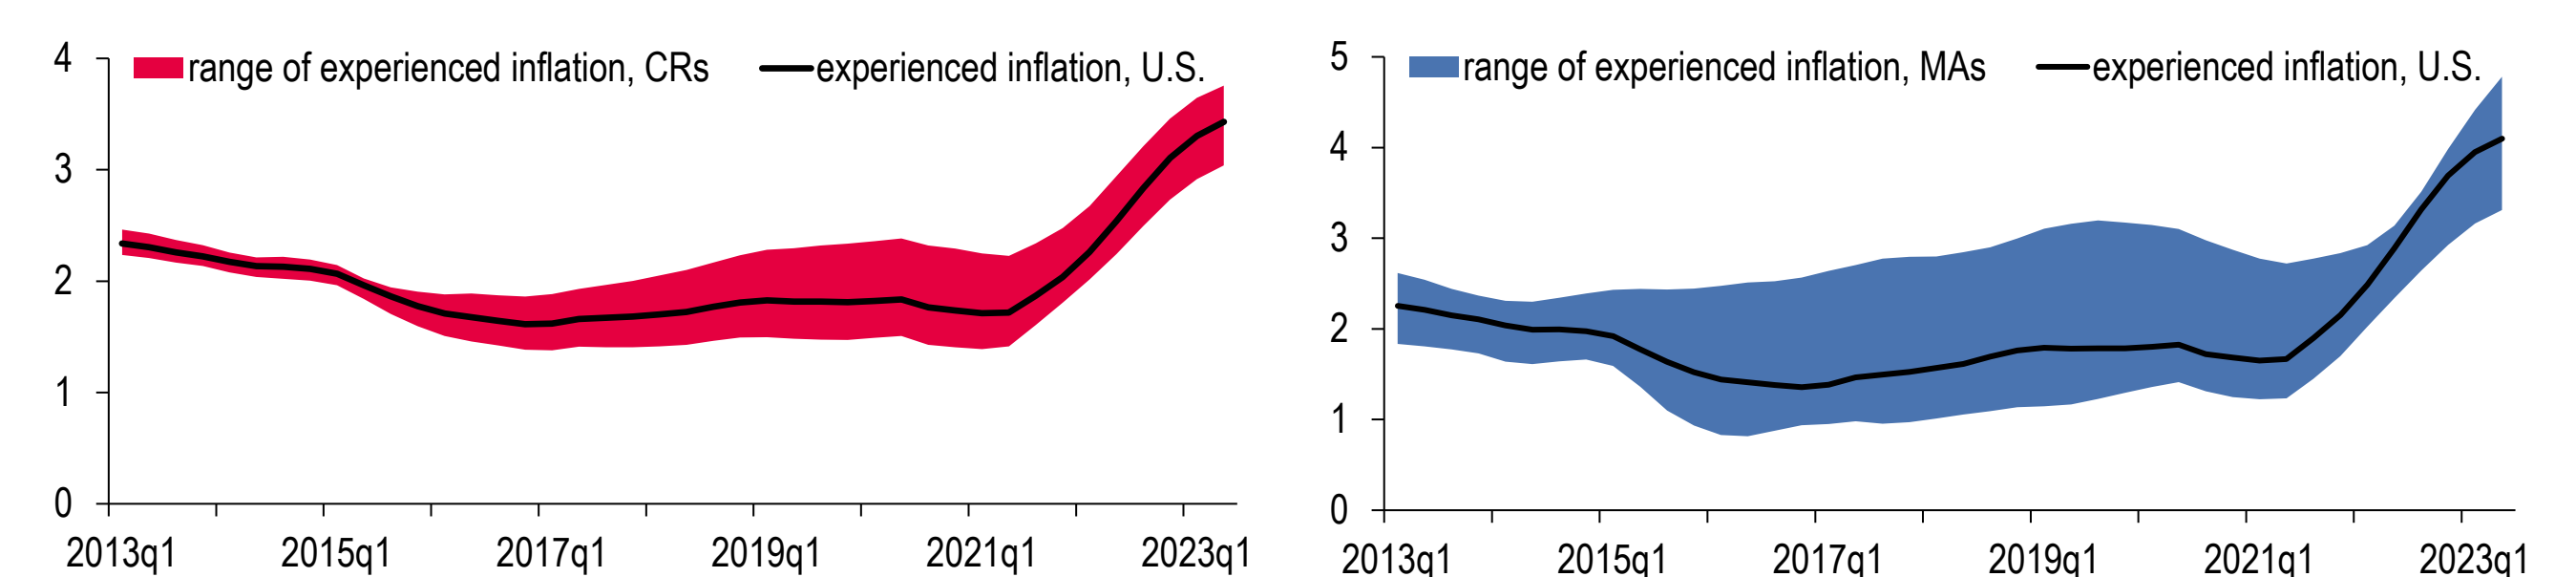 range of experienced inflation, CRs
experienced inflation, U.S.
4
3
2
1
0
2013q1
2015q1
2017q1
2019q1
2021q1
2023q1
range of experienced inflation, MAs
experienced inflation, U.S.
5
4
3
2
1
0
2013q1
2015q1
2017q1
2019q1
2021q1
2023q1